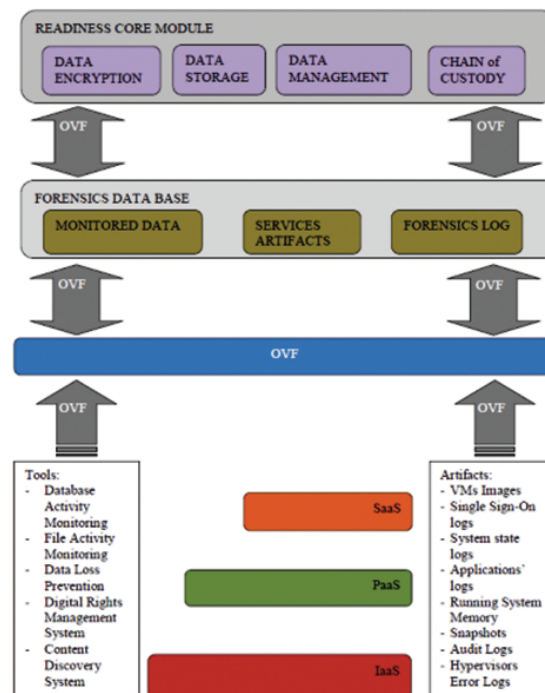 READINESS CORE MODULE
DATA
ENCRYPTION
DATA
STORAGE
DATA
MANAGEMENT
CHAIN of
CUSTODY
OVF
OVF
FORENSICS DATA BASE
MONITORED DATA
SERVICES
ARTIFACTS
FORENSICS LOG
OVF
OVF
OVF
OVF
OVF
Tools:
- Database
Activity
Monitoring
- File Activity
Monitoring
- Data Loss
Prevention
- Digital Rights
Management
System
- Content
Discovery
System
SaaS
PaaS
IaaS
Artifacts:
- VMs Images
- Single Sign-On
logs
- System state
logs
- Applications'
logs
- Running System
Memory
- Snapshots
- Audit Logs
- Hypervisors
Error Logs